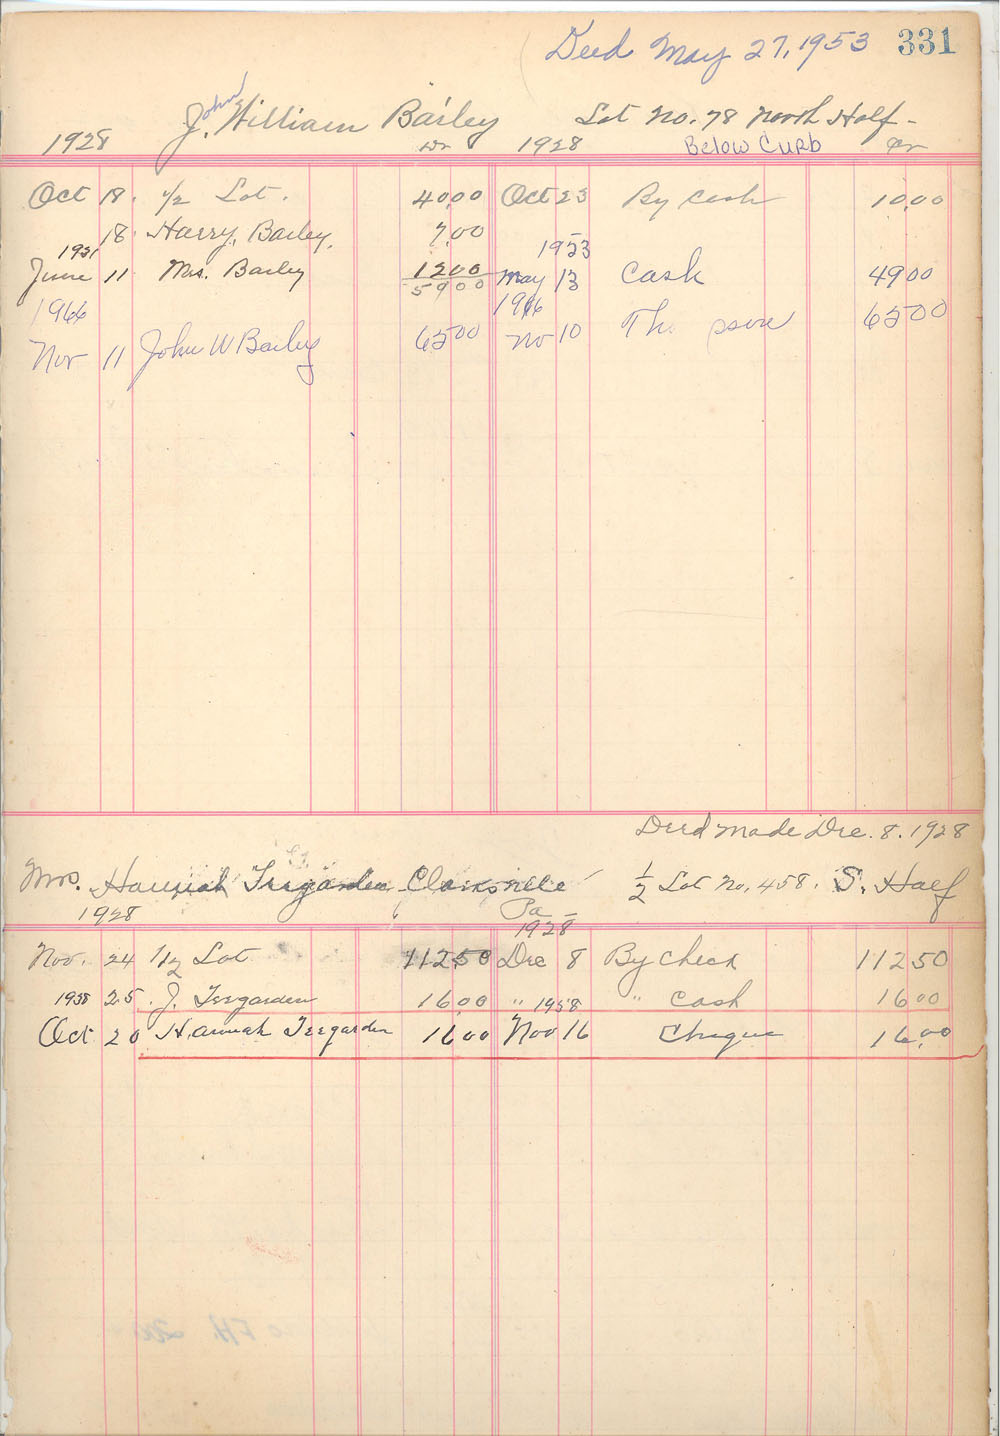 Deed May 27, 1953 331
John
J. William Bailey Lot No. 78 North Half -
1928 Dr 1928 Below Curb Cr
Oct 18. 1/2 Lot. 40.00 Oct 23 By Cash 10.00
18 Harry, Bailey. 7.00 1953
June 11 Mrs. Bailey 12 00 May 13 Cash 49 00
59 00
1966 1966
Nov 11 John W Bailey 65 00 No 10 65 00
Deed made Dec. 8. 1928
Mrs. Hannah Teegarden Clarksville 1/2 Lot No. 458. S. Half
1928 Pa -
1928
Nov. 24 1/2 Lot 112 50 Dec 8 By Check 112 50
1958 25. J. Teegarden 16.00 " 1958 " Cash 16 00
Oct 20 Hannah Teegarden 16 00 Nov 16 Cheque 16.00